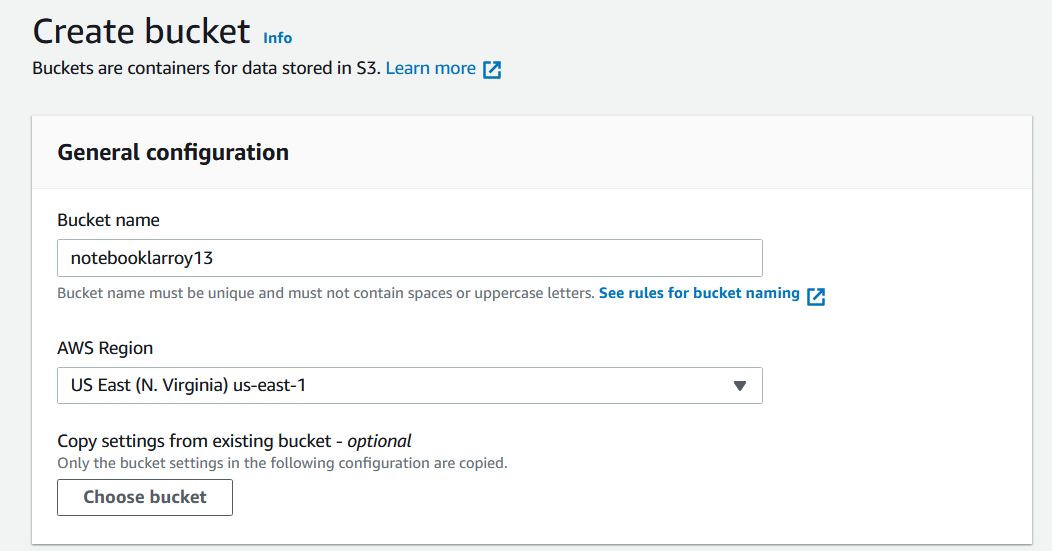 Create bucket Info
Buckets are containers for data stored in S3. Learn more
General configuration
Bucket name
notebooklarroy13
Bucket name must be unique and must not contain spaces or uppercase letters. See rules for bucket naming
AWS Region
US East (N. Virginia) us-east-1
Copy settings from existing bucket - optional
Only the bucket settings in the following configuration are copied.
Choose bucket